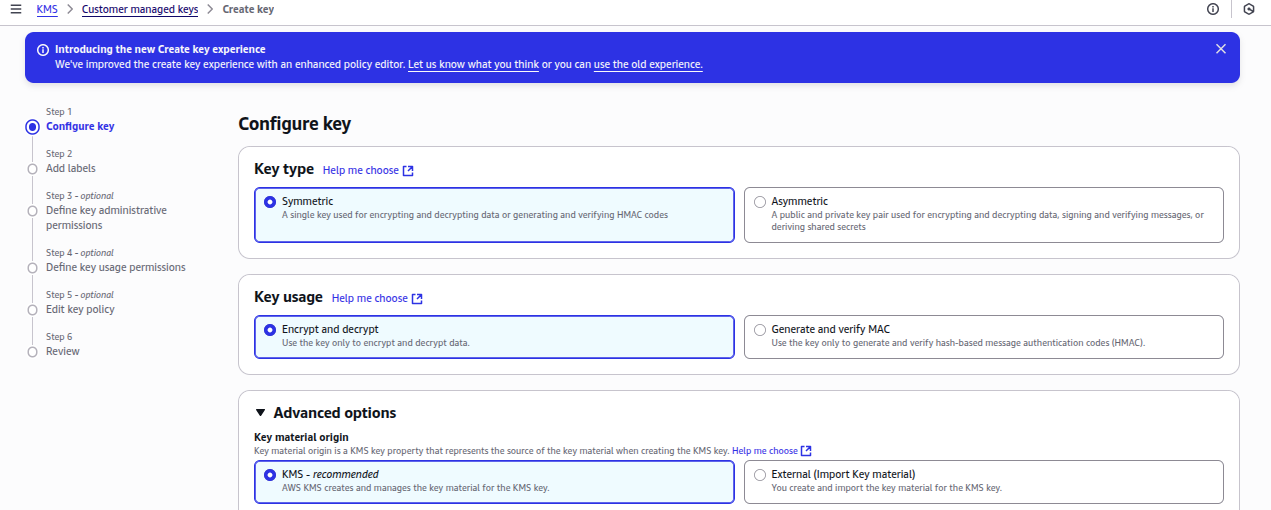 KMS > Customer managed keys > Create key
Introducing the new Create key experience
We've improved the create key experience with an enhanced policy editor. Let us know what you think or you can use the old experience.
Step 1
Configure key
Step 2
Add labels
Step 3 - optional
Define key administrative
permissions
Step 4 - optional
Define key usage permissions
Step 5 - optional
Edit key policy
Step 6
Review
Configure key
Key type Help me choose
Symmetric
A single key used for encrypting and decrypting data or generating and verifying HMAC codes
Asymmetric
A public and private key pair used for encrypting and decrypting data, signing and verifying messages, or
deriving shared secrets
Key usage Help me choose
Encrypt and decrypt
Use the key only to encrypt and decrypt data.
Generate and verify MAC
Use the key only to generate and verify hash-based message authentication codes (HMAC).
Advanced options
Key material origin
Key material origin is a KMS key property that represents the source of the key material when creating the KMS key. Help me choose
KMS - recommended
AWS KMS creates and manages the key material for the KMS key.
External (Import Key material)
You create and import the key material for the KMS key.